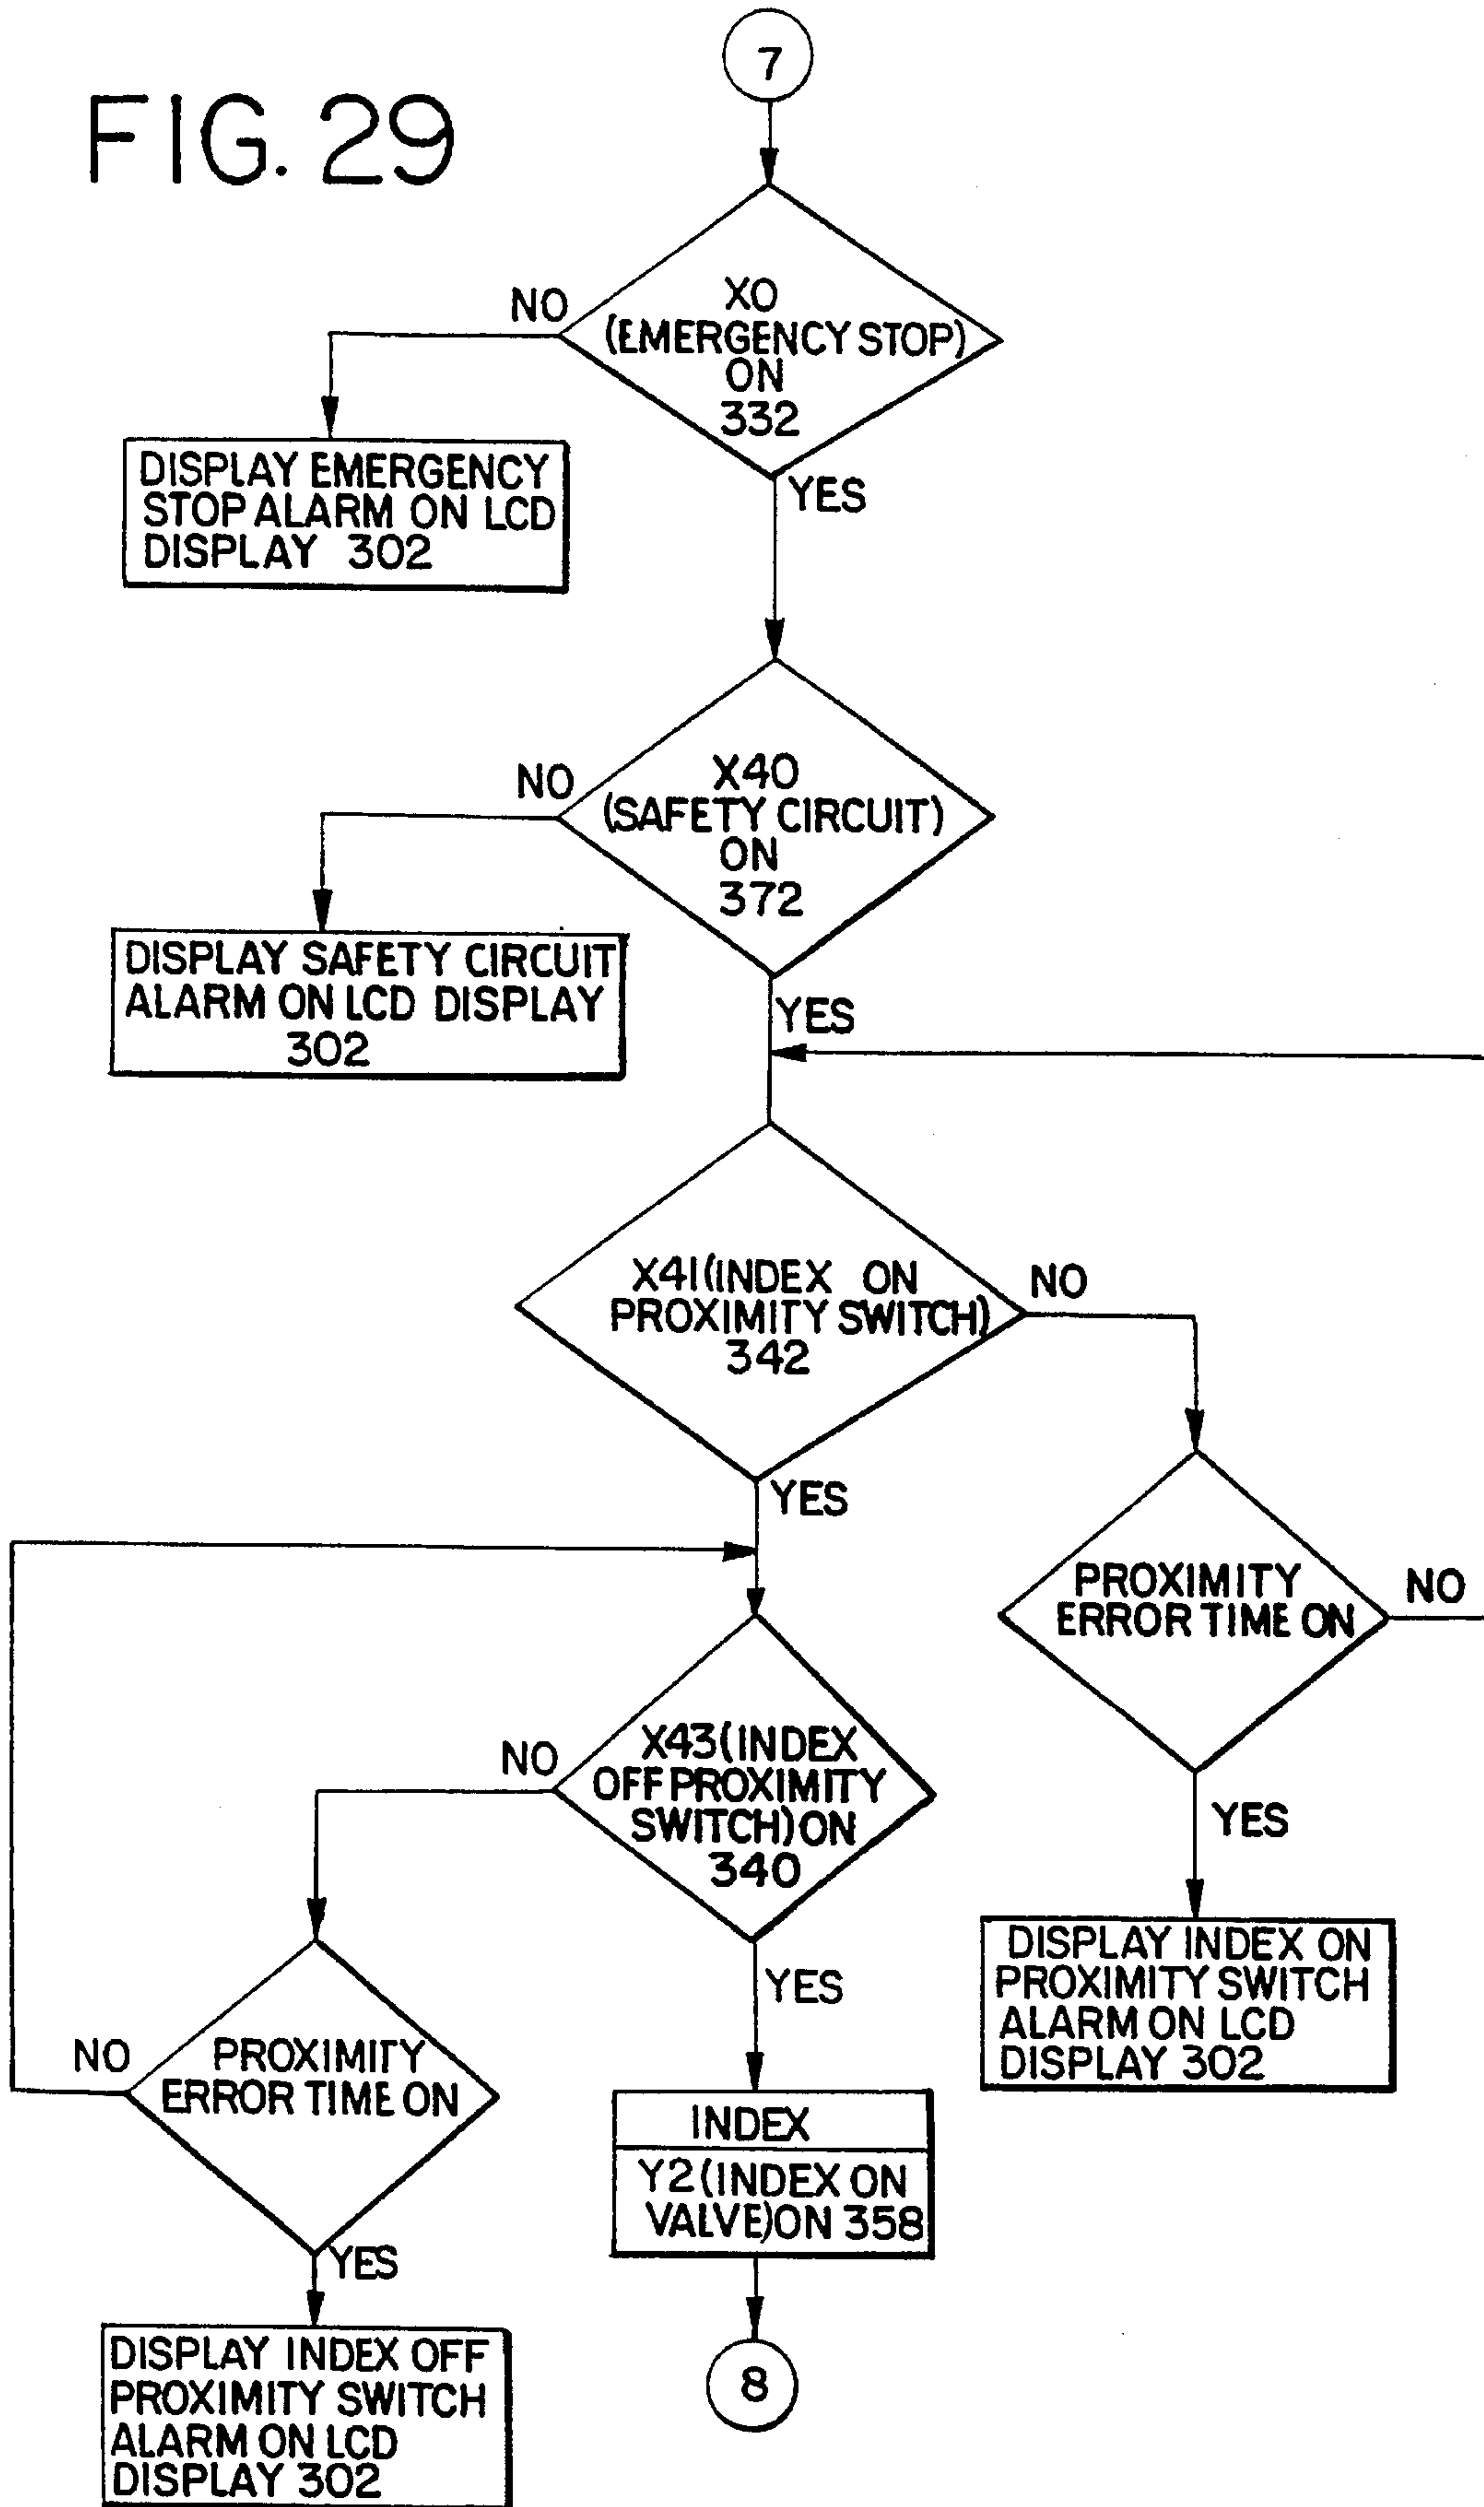 7
FIG. 29
NO
X0
(EMERGENCY STOP)
ON
332
DISPLAY EMERGENCY
STOP ALARM ON LCD
DISPLAY 302
YES
NO
X40
(SAFETY CIRCUIT)
ON
372
DISPLAY SAFETY CIRCUIT
ALARM ON LCD DISPLAY
302
YES
X41(INDEX ON
PROXIMITY SWITCH)
342
NO
YES
PROXIMITY
ERROR TIME ON
NO
NO
X43(INDEX
OFF PROXIMITY
SWITCH)ON
340
YES
YES
DISPLAY INDEX ON
PROXIMITY SWITCH
ALARM ON LCD
DISPLAY 302
NO
PROXIMITY
ERROR TIME ON
INDEX
Y2(INDEX ON
VALVE)ON 358
YES
DISPLAY INDEX OFF
PROXIMITY SWITCH
ALARM ON LCD
DISPLAY 302
8